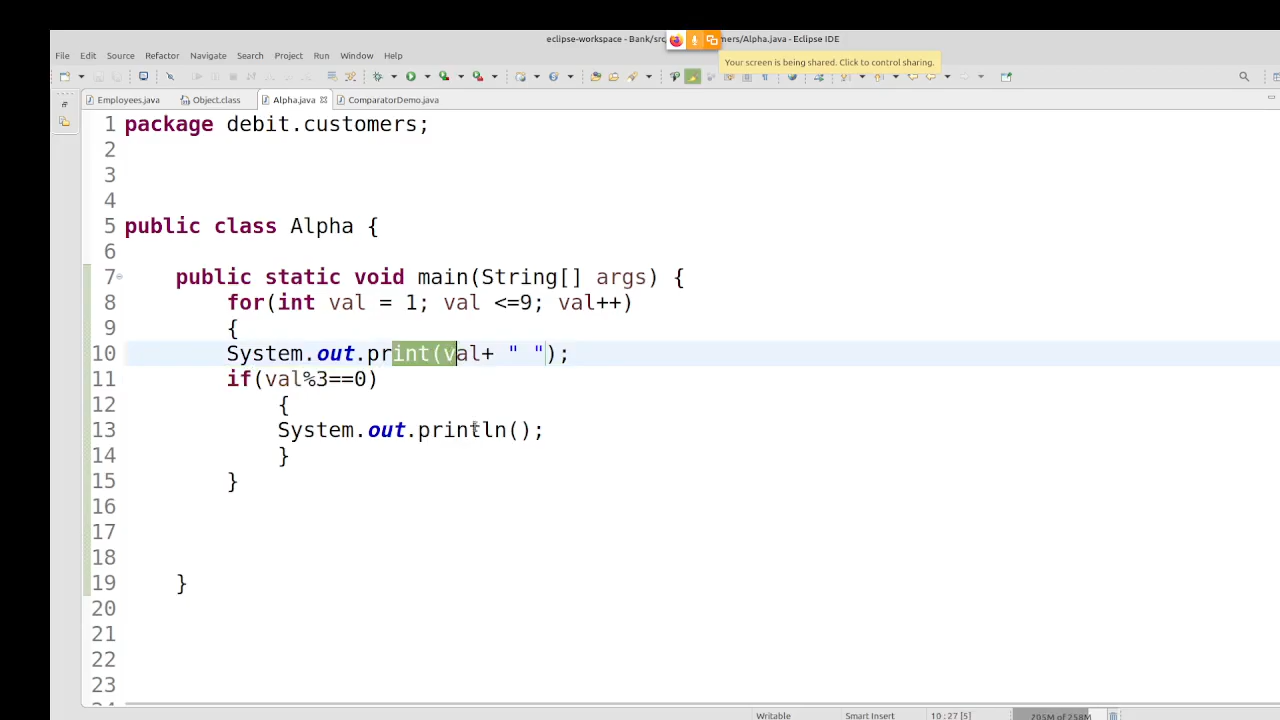 eclipse-workspace - Bank/src mers/Alpha.java - Eclipse IDE
File Edit Source Refactor Navigate Search Project Run Window Help
Your screen is being shared. Click to control sharing.
Employees.java Object.class Alpha.java ComparatorDemo.java
1 package debit.customers;
2
3
4
5 public class Alpha {
6
7 public static void main(String[] args) {
8 for(int val = 1; val <=9; val++)
9 {
10 System.out.print(val+ " ");
11 if(val%3==0)
12 {
13 System.out.println();
14 }
15 }
16
17
18
19 }
20
21
22
23
Writable Smart Insert 10:27 [5] 705M of 258M